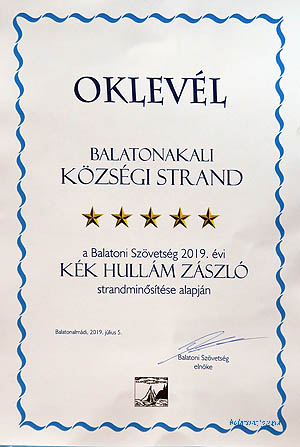 OKLEVÉL
BALATONAKALI
KÖZSÉGI STRAND
a Balatoni Szövetség 2019. évi
KÉK HULLÁM ZÁSZLÓ
strandminősítése alapján
Balatonalmádi, 2019. július 5.
Balatoni Szövetség
elnöke